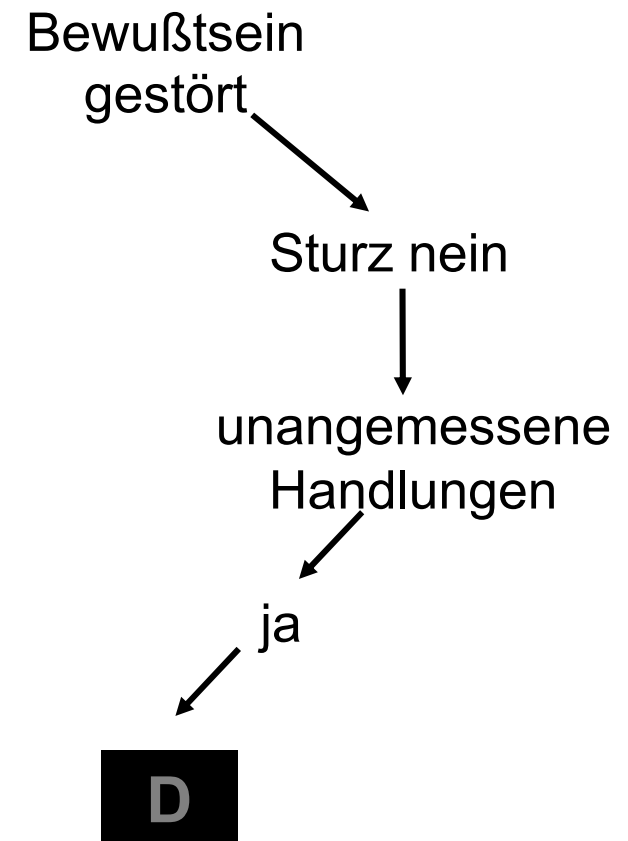 Bewußtsein
gestört
Sturz nein
unangemessene
Handlungen
ja
D